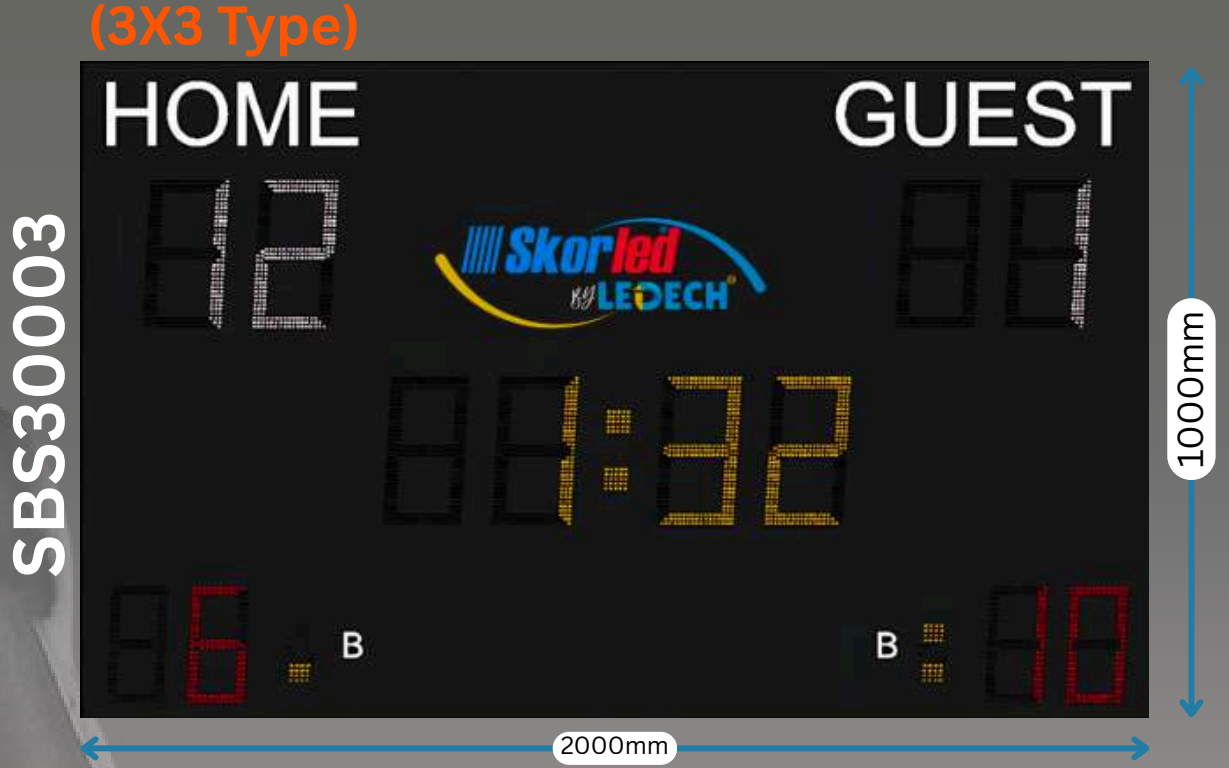 (3X3 Type)
HOME
GUEST
12
1
Skorled
BY LEDECH®
1:32
6
B
B
10
SBS30003
1000mm
2000mm